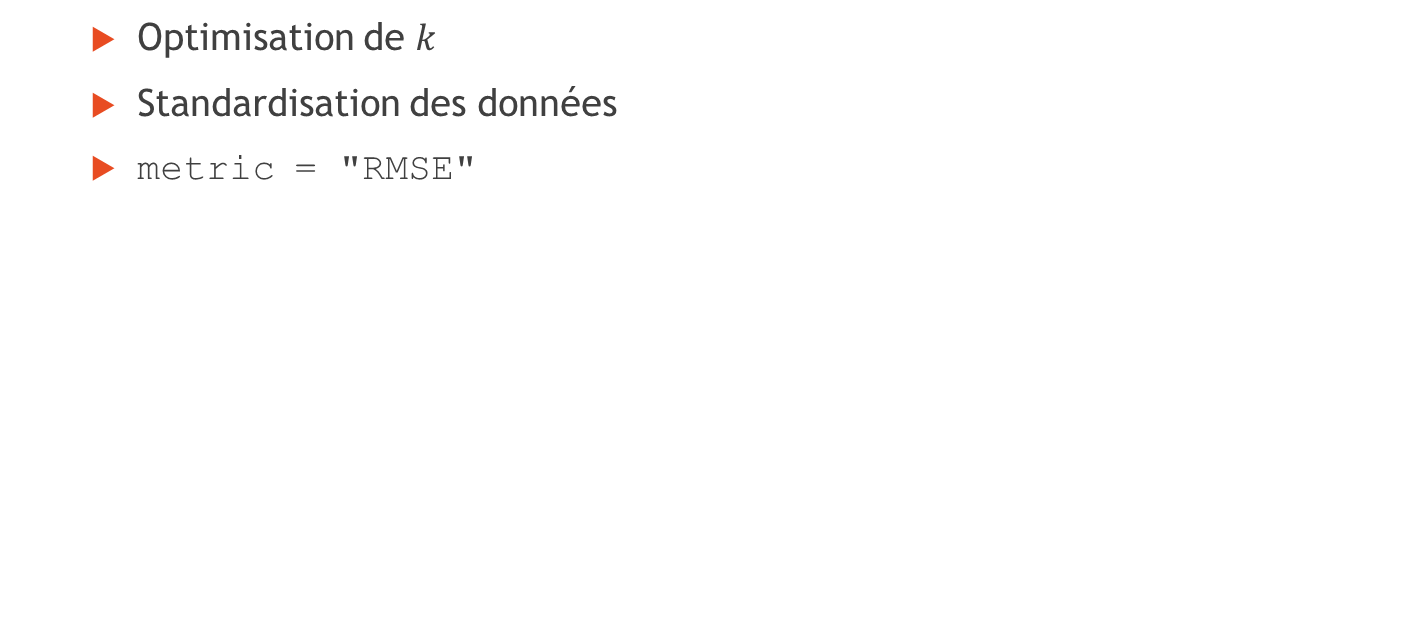 Optimisation de k
Standardisation des données
metric = "RMSE"